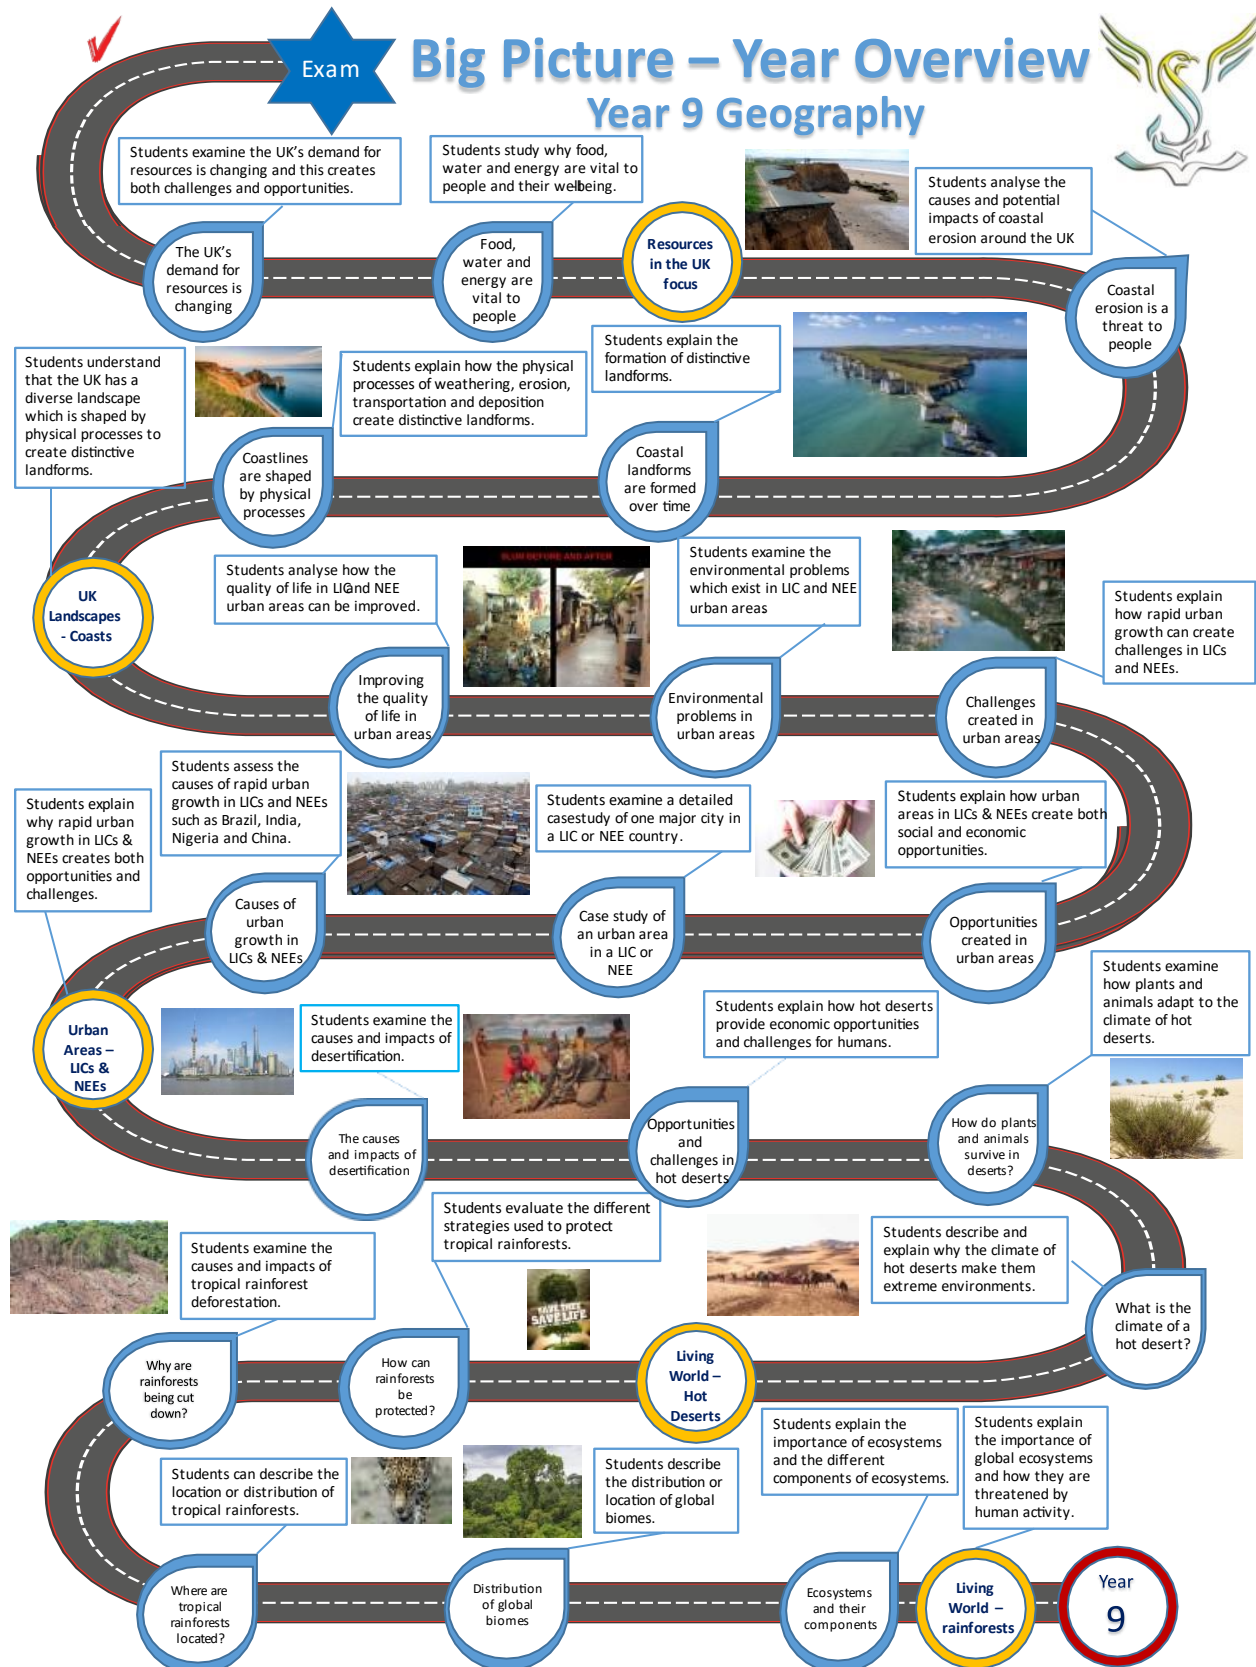 Exam
Big Picture – Year Overview
Year 9 Geography
Students examine the UK's demand for
resources is changing and this creates
both challenges and opportunities.
Students study why food,
water and energy are vital to
people and their wellbeing.
Students analyse the
causes and potential
impacts of coastal
erosion around the UK
The UK's
demand for
resources is
changing
Food,
water and
energy are
vital to
people
Resources
in the UK
focus
Coastal
erosion is a
threat to
people
Students understand
that the UK has a
diverse landscape
which is shaped by
physical processes to
create distinctive
landforms.
Students explain how the physical
processes of weathering, erosion,
transportation and deposition
create distinctive landforms.
Students explain the
formation of distinctive
landforms.
Coastlines
are shaped
by physical
processes
Coastal
landforms
are formed
over time
UK
Landscapes
- Coasts
Students analyse how the
quality of life in LIC and NEE
urban areas can be improved.
SLUM BEFORE AND AFTER
Students examine the
environmental problems
which exist in LIC and NEE
urban areas
Students explain
how rapid urban
growth can create
challenges in LICs
and NEEs.
Improving
the quality
of life in
urban areas
Environmental
problems in
urban areas
Challenges
created in
urban areas
Students explain
why rapid urban
growth in LICs &
NEEs creates both
opportunities and
challenges.
Students assess the
causes of rapid urban
growth in LICs and NEEs
such as Brazil, India,
Nigeria and China.
Students examine a detailed
casestudy of one major city in
a LIC or NEE country.
Students explain how urban
areas in LICs & NEEs create both
social and economic
opportunities.
Causes of
urban
growth in
LICs & NEEs
Case study of
an urban area
in a LIC or
NEE
Opportunities
created in
urban areas
Urban
Areas –
LICs &
NEEs
Students examine the
causes and impacts of
desertification.
Students explain how hot deserts
provide economic opportunities
and challenges for humans.
Students examine
how plants and
animals adapt to the
climate of hot
deserts.
The causes
and impacts of
desertification
Opportunities
and
challenges in
hot deserts
How do plants
and animals
survive in
deserts?
Students examine the
causes and impacts of
tropical rainforest
deforestation.
Students evaluate the different
strategies used to protect
tropical rainforests.
SAVE TREE
SAVE LIFE
Students describe and
explain why the climate of
hot deserts make them
extreme environments.
What is the
climate of a
hot desert?
Why are
rainforests
being cut
down?
How can
rainforests
be
protected?
Living
World –
Hot
Deserts
Students can describe the
location or distribution of
tropical rainforests.
Students describe
the distribution or
location of global
biomes.
Students explain the
importance of ecosystems
and the different
components of ecosystems.
Students explain
the importance of
global ecosystems
and how they are
threatened by
human activity.
Where are
tropical
rainforests
located?
Distribution
of global
biomes
Ecosystems
and their
components
Living
World –
rainforests
Year
9